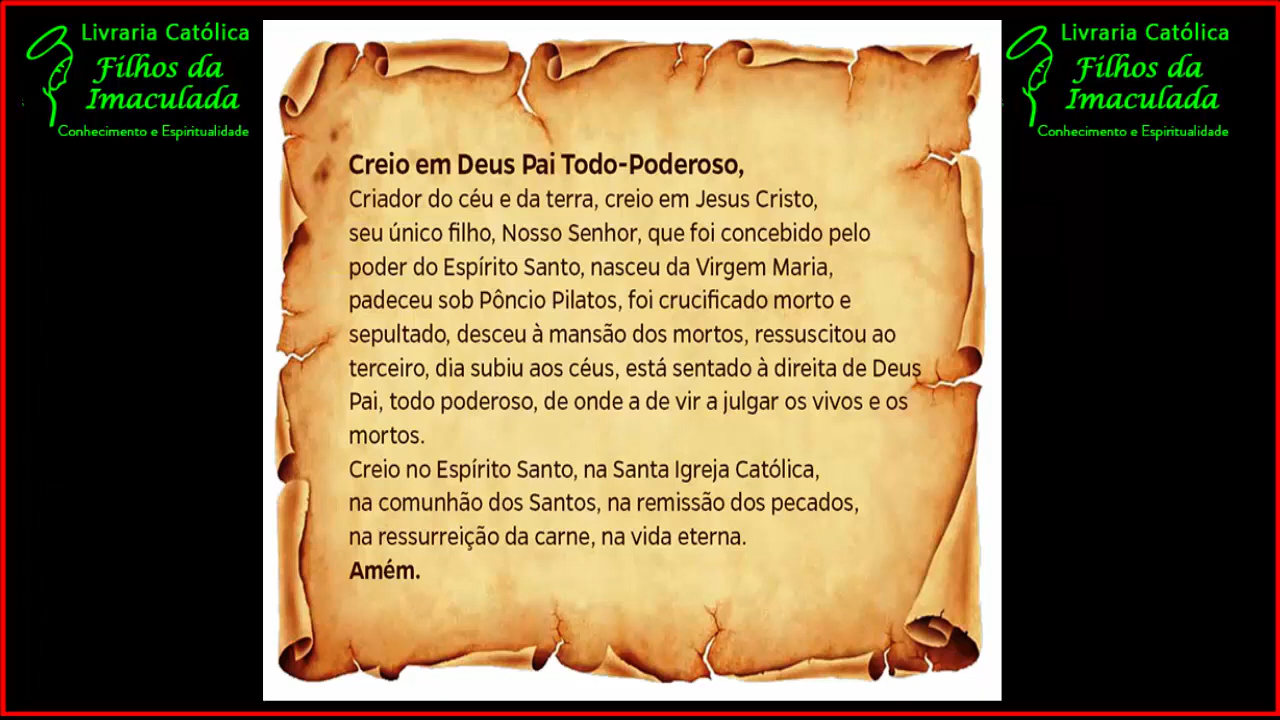 Livraria Católica
Filhos da
Imaculada
Conhecimento e Espiritualidade
Creio em Deus Pai Todo-Poderoso,
Criador do céu e da terra, creio em Jesus Cristo,
seu único filho, Nosso Senhor, que foi concebido pelo
poder do Espírito Santo, nasceu da Virgem Maria,
padeceu sob Pôncio Pilatos, foi crucificado morto e
sepultado, desceu à mansão dos mortos, ressuscitou ao
terceiro, dia subiu aos céus, está sentado à direita de Deus
Pai, todo poderoso, de onde a de vir a julgar os vivos e os
mortos.
Creio no Espírito Santo, na Santa Igreja Católica,
na comunhão dos Santos, na remissão dos pecados,
na ressurreição da carne, na vida eterna.
Amém.
Livraria Católica
Filhos da
Imaculada
Conhecimento e Espiritualidade